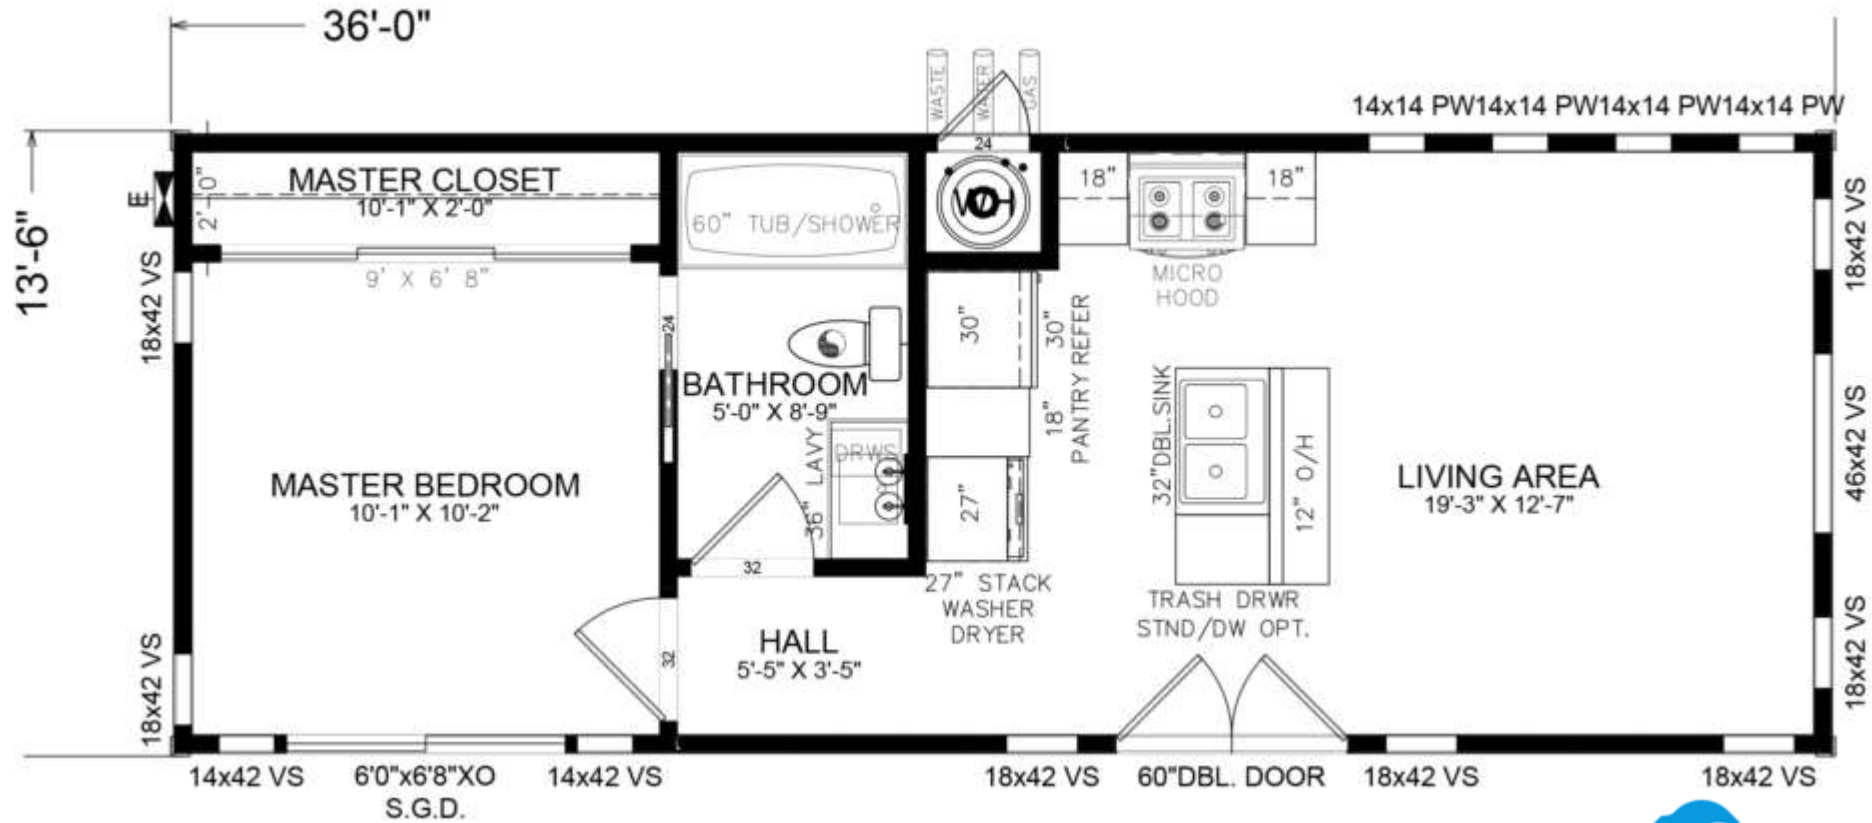 36'-0"
13'-6"
WASTE
WATER
GAS
14x14 PW14x14 PW14x14 PW14x14 PW
24
E
2'-0"
MASTER CLOSET
10'-1" X 2'-0"
9' X 6' 8"
60" TUB/SHOWER
WH
18"
18"
MICRO
HOOD
18x42 VS
18x42 VS
24
30"
30"
PANTRY REFER
18"
BATHROOM
5'-0" X 8'-9"
36" LAVY
DRWS
32"DBL.SINK
12" O/H
46x42 VS
MASTER BEDROOM
10'-1" X 10'-2"
27"
LIVING AREA
19'-3" X 12'-7"
32
27" STACK
WASHER
DRYER
TRASH DRWR
STND/DW OPT.
HALL
5'-5" X 3'-5"
32
18x42 VS
18x42 VS
14x42 VS
6'0"x6'8"XO
S.G.D.
14x42 VS
18x42 VS
60"DBL. DOOR
18x42 VS
18x42 VS